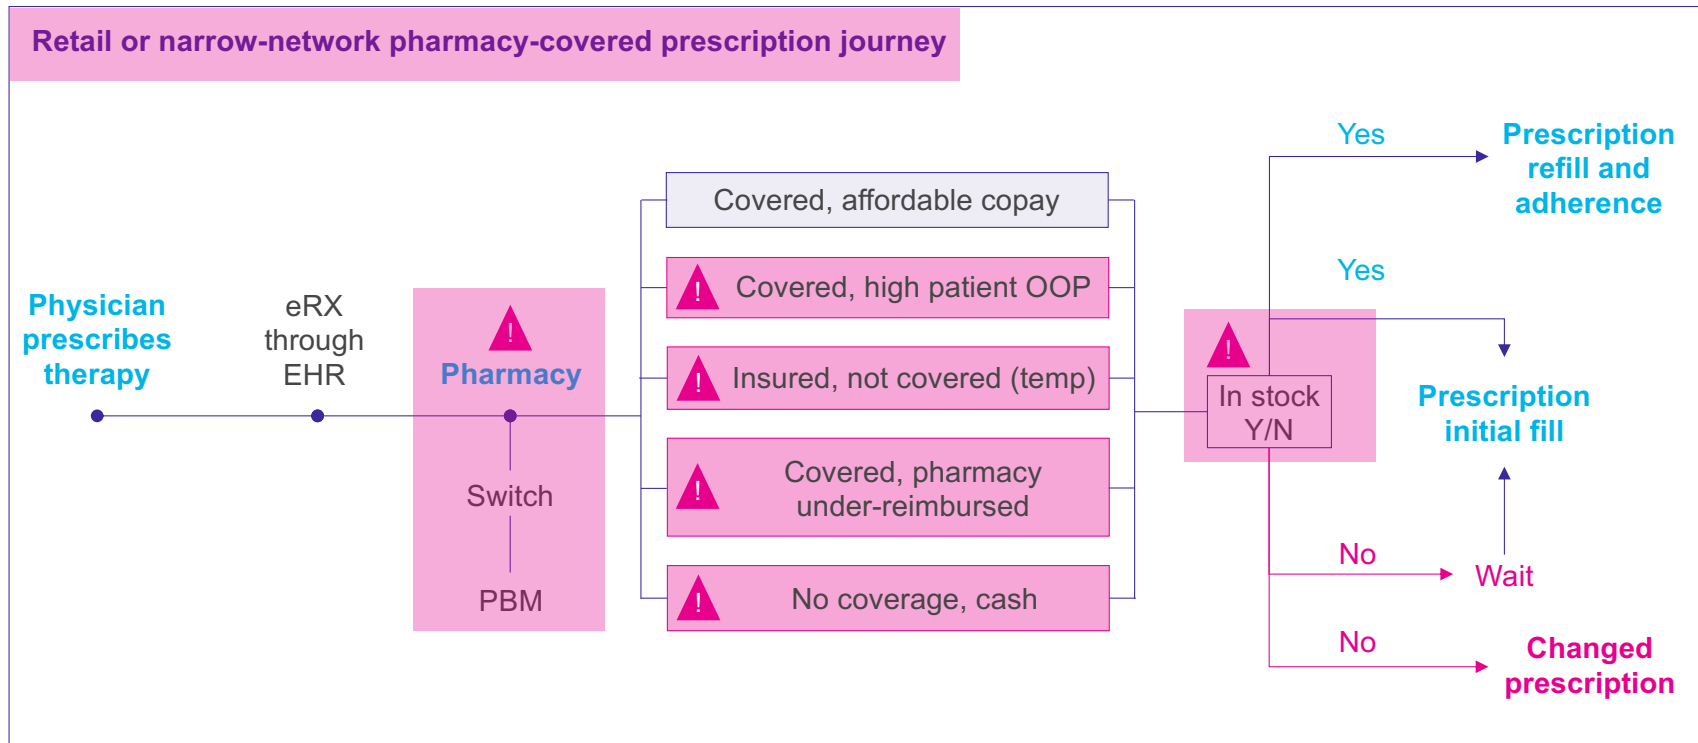 Retail or narrow-network pharmacy-covered prescription journey
Physician
prescribes
therapy
eRX
through
EHR
!
Pharmacy
Switch
PBM
Covered, affordable copay
! Covered, high patient OOP
! Insured, not covered (temp)
! Covered, pharmacy
under-reimbursed
! No coverage, cash
!
In stock
Y/N
Yes
Prescription
refill and
adherence
Yes
Prescription
initial fill
No
Wait
No
Changed
prescription